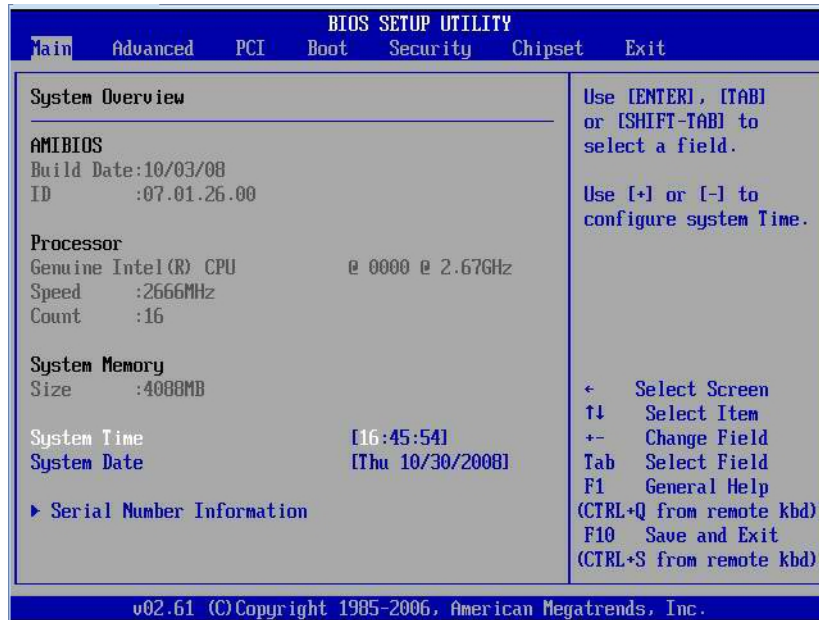 BIOS SETUP UTILITY
Main Advanced PCI Boot Security Chipset Exit
System Overview
AMIBIOS
Build Date:10/03/08
ID :07.01.26.00
Processor
Genuine Intel(R) CPU @ 0000 @ 2.67GHz
Speed :2666MHz
Count :16
System Memory
Size :4088MB
System Time [16:45:54]
System Date [Thu 10/30/2008]
▶ Serial Number Information
Use [ENTER], [TAB]
or [SHIFT-TAB] to
select a field.
Use [+] or [-] to
configure system Time.
← Select Screen
↑↓ Select Item
+- Change Field
Tab Select Field
F1 General Help
(CTRL+Q from remote kbd)
F10 Save and Exit
(CTRL+S from remote kbd)
v02.61 (C)Copyright 1985-2006, American Megatrends, Inc.